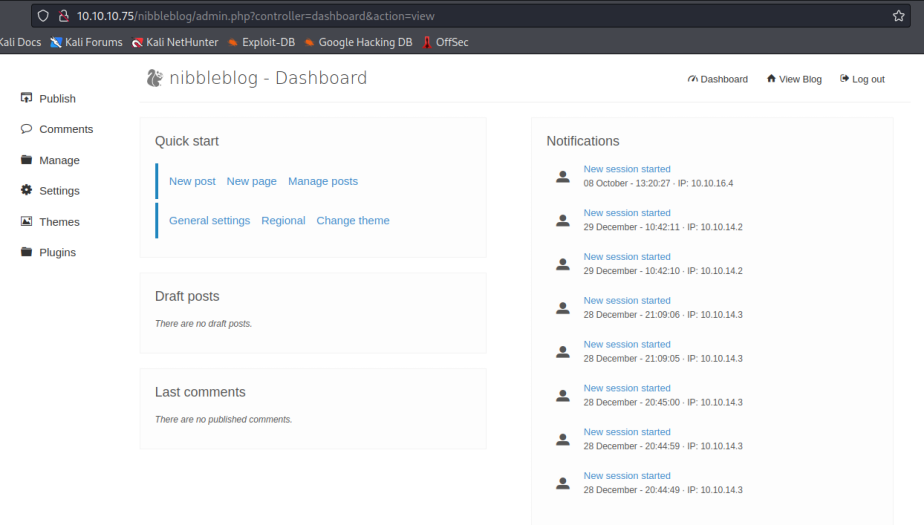 10.10.10.75/nibbleblog/admin.php?controller=dashboard&action=view
Kali Docs Kali Forums Kali NetHunter Exploit-DB Google Hacking DB OffSec
nibbleblog - Dashboard
Dashboard View Blog Log out
Publish
Comments
Manage
Settings
Themes
Plugins
Quick start
New post New page Manage posts
General settings Regional Change theme
Draft posts
There are no draft posts.
Last comments
There are no published comments.
Notifications
New session started
08 October - 13:20:27 · IP: 10.10.16.4
New session started
29 December - 10:42:11 · IP: 10.10.14.2
New session started
29 December - 10:42:10 · IP: 10.10.14.2
New session started
28 December - 21:09:06 · IP: 10.10.14.3
New session started
28 December - 21:09:05 · IP: 10.10.14.3
New session started
28 December - 20:45:00 · IP: 10.10.14.3
New session started
28 December - 20:44:59 · IP: 10.10.14.3
New session started
28 December - 20:44:49 · IP: 10.10.14.3